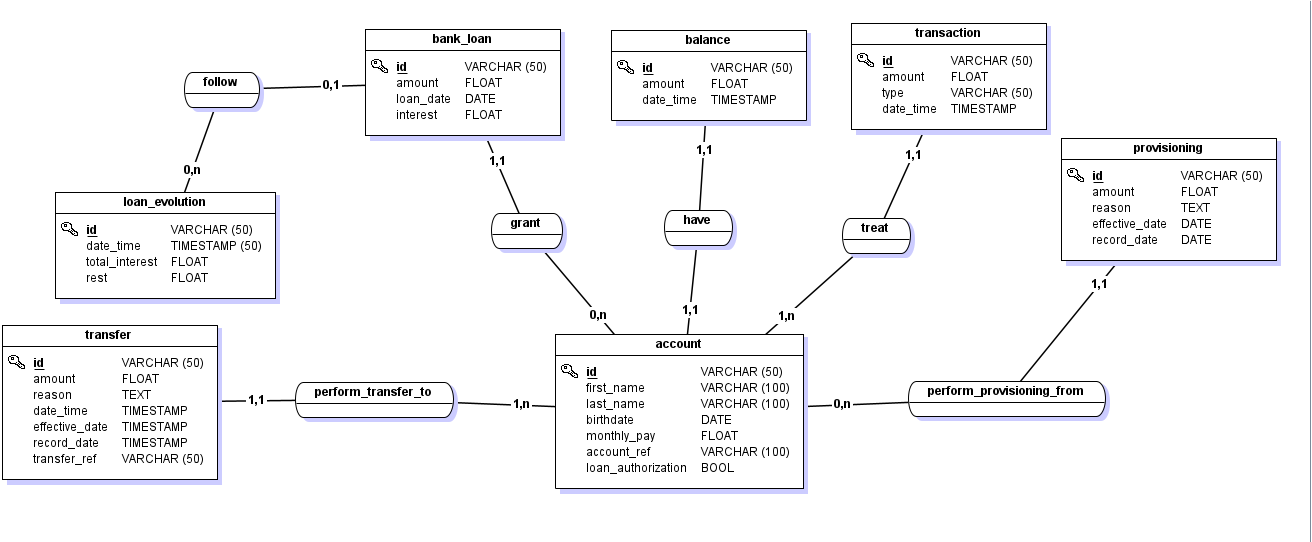 bank_loan
id VARCHAR (50)
amount FLOAT
loan_date DATE
interest FLOAT
balance
id VARCHAR (50)
amount FLOAT
date_time TIMESTAMP
transaction
id VARCHAR (50)
amount FLOAT
type VARCHAR (50)
date_time TIMESTAMP
follow
0,1
provisioning
id VARCHAR (50)
amount FLOAT
reason TEXT
effective_date DATE
record_date DATE
1,1
1,1
1,1
0,n
loan_evolution
id VARCHAR (50)
date_time TIMESTAMP (50)
total_interest FLOAT
rest FLOAT
grant
have
treat
1,1
0,n
1,1
1,n
transfer
id VARCHAR (50)
amount FLOAT
reason TEXT
date_time TIMESTAMP
effective_date TIMESTAMP
record_date TIMESTAMP
transfer_ref VARCHAR (50)
1,1
perform_transfer_to
1,n
account
id VARCHAR (50)
first_name VARCHAR (100)
last_name VARCHAR (100)
birthdate DATE
monthly_pay FLOAT
account_ref VARCHAR (100)
loan_authorization BOOL
0,n
perform_provisioning_from